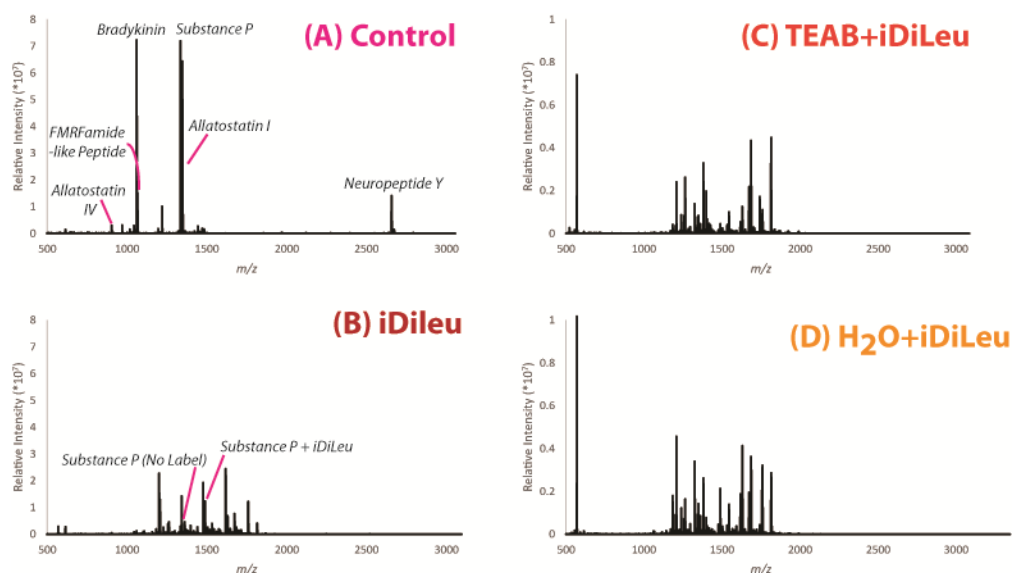 (A) Control
Relative Intensity (*10⁷)
8
7
6
5
4
3
2
1
0
Bradykinin
Substance P
FMRFamide
-like Peptide
Allatostatin I
Allatostatin
IV
Neuropeptide Y
500 1000 1500 2000 2500 3000
m/z
(C) TEAB+iDiLeu
Relative Intensity (*10⁷)
1
0.8
0.6
0.4
0.2
0
500 1000 1500 2000 2500 3000
m/z
(B) iDileu
Relative Intensity (*10⁷)
8
7
6
5
4
3
2
1
0
Substance P + iDiLeu
Substance P (No Label)
500 1000 1500 2000 2500 3000
m/z
(D) H₂O+iDiLeu
Relative Intensity (*10⁷)
1
0.8
0.6
0.4
0.2
0
500 1000 1500 2000 2500 3000
m/z